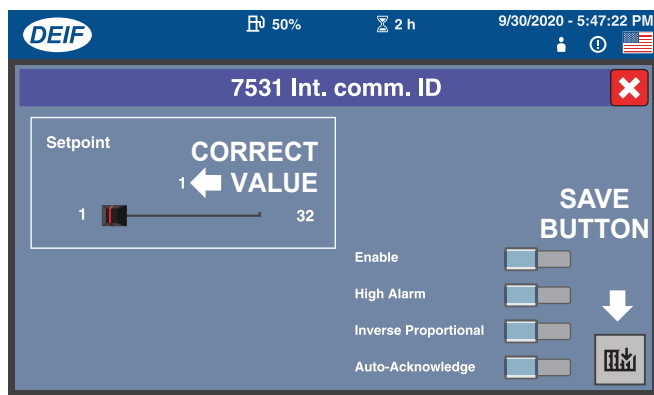 DEIF
50%
2 h
9/30/2020 - 5:47:22 PM
7531 Int. comm. ID
Setpoint
CORRECT
1 VALUE
1 32
SAVE
BUTTON
Enable
High Alarm
Inverse Proportional
Auto-Acknowledge